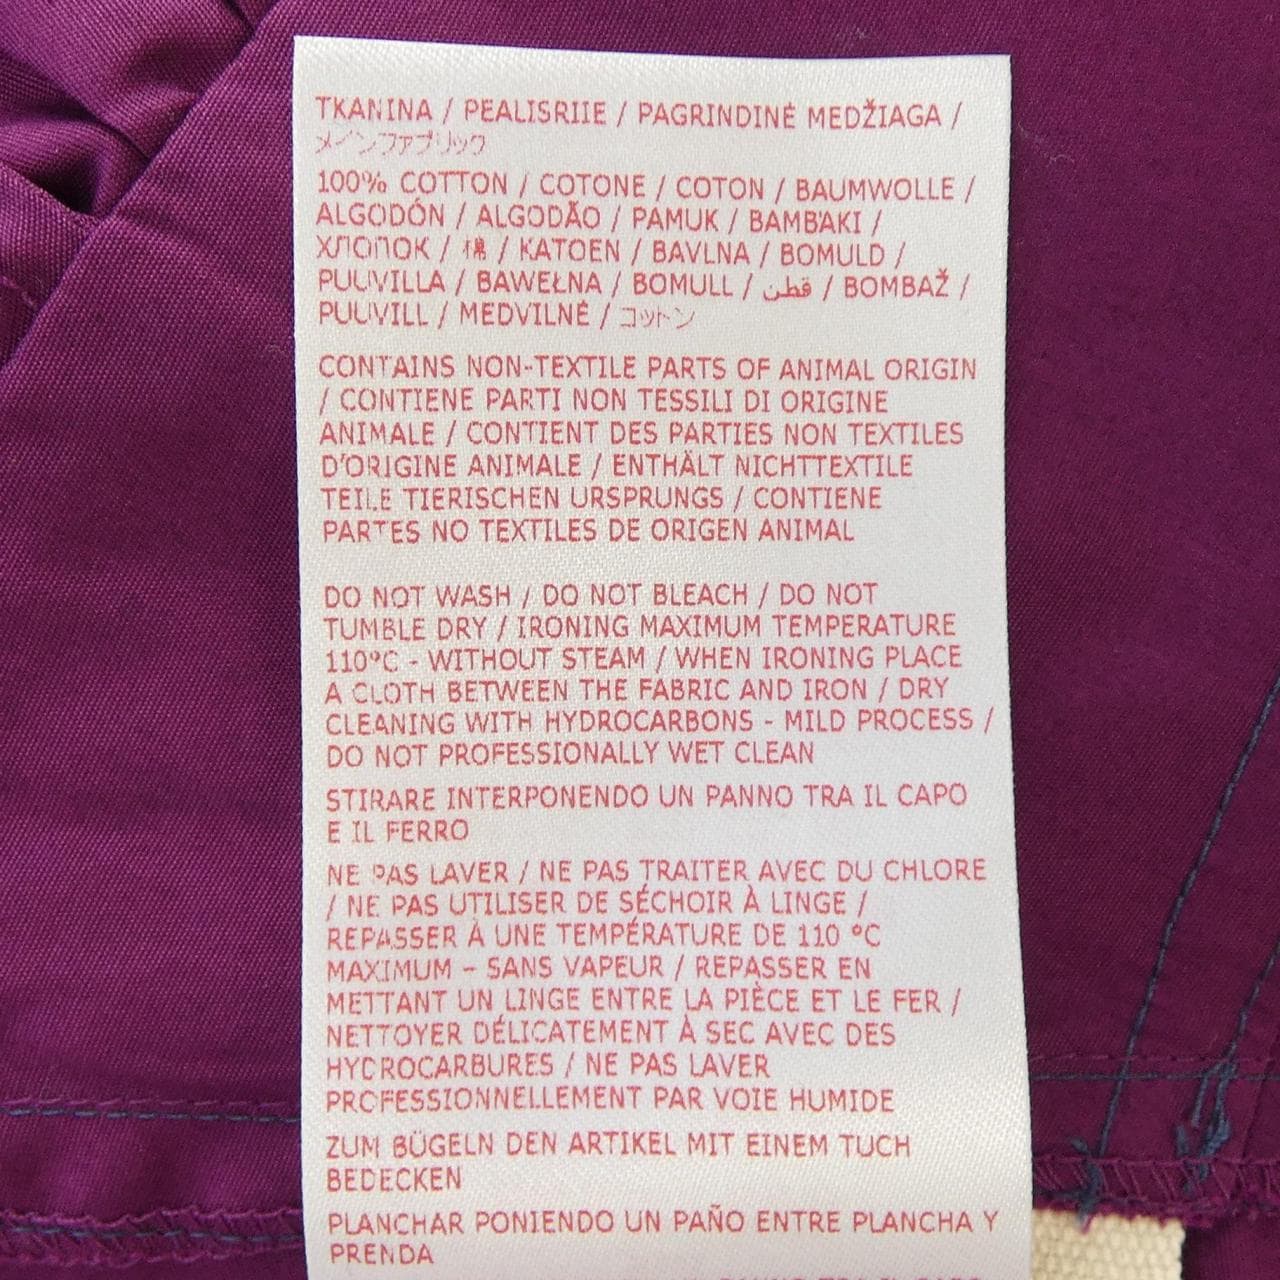 TKANINA / PEALISRIIE / PAGRINDINĖ MEDŽIAGA /
メインファブリック
100% COTTON / COTONE / COTON / BAUMWOLLE /
ALGODÓN / ALGODÃO / PAMUK / ΒΑΜΒΆΚΙ /
ХЛОПОК / 棉 / KATOEN / BAVLNA / BOMULD /
PUUVILLA / BAWEŁNA / BOMULL / قطن / BOMBAŽ /
PUUVILL / MEDVILNĖ / コットン
CONTAINS NON-TEXTILE PARTS OF ANIMAL ORIGIN
/ CONTIENE PARTI NON TESSILI DI ORIGINE
ANIMALE / CONTIENT DES PARTIES NON TEXTILES
D'ORIGINE ANIMALE / ENTHÄLT NICHTTEXTILE
TEILE TIERISCHEN URSPRUNGS / CONTIENE
PARTES NO TEXTILES DE ORIGEN ANIMAL
DO NOT WASH / DO NOT BLEACH / DO NOT
TUMBLE DRY / IRONING MAXIMUM TEMPERATURE
110°C - WITHOUT STEAM / WHEN IRONING PLACE
A CLOTH BETWEEN THE FABRIC AND IRON / DRY
CLEANING WITH HYDROCARBONS - MILD PROCESS /
DO NOT PROFESSIONALLY WET CLEAN
STIRARE INTERPONENDO UN PANNO TRA IL CAPO
E IL FERRO
NE PAS LAVER / NE PAS TRAITER AVEC DU CHLORE
/ NE PAS UTILISER DE SÉCHOIR À LINGE /
REPASSER À UNE TEMPÉRATURE DE 110 °C
MAXIMUM – SANS VAPEUR / REPASSER EN
METTANT UN LINGE ENTRE LA PIÈCE ET LE FER /
NETTOYER DÉLICATEMENT À SEC AVEC DES
HYDROCARBURES / NE PAS LAVER
PROFESSIONNELLEMENT PAR VOIE HUMIDE
ZUM BÜGELN DEN ARTIKEL MIT EINEM TUCH
BEDECKEN
PLANCHAR PONIENDO UN PAÑO ENTRE PLANCHA Y
PRENDA